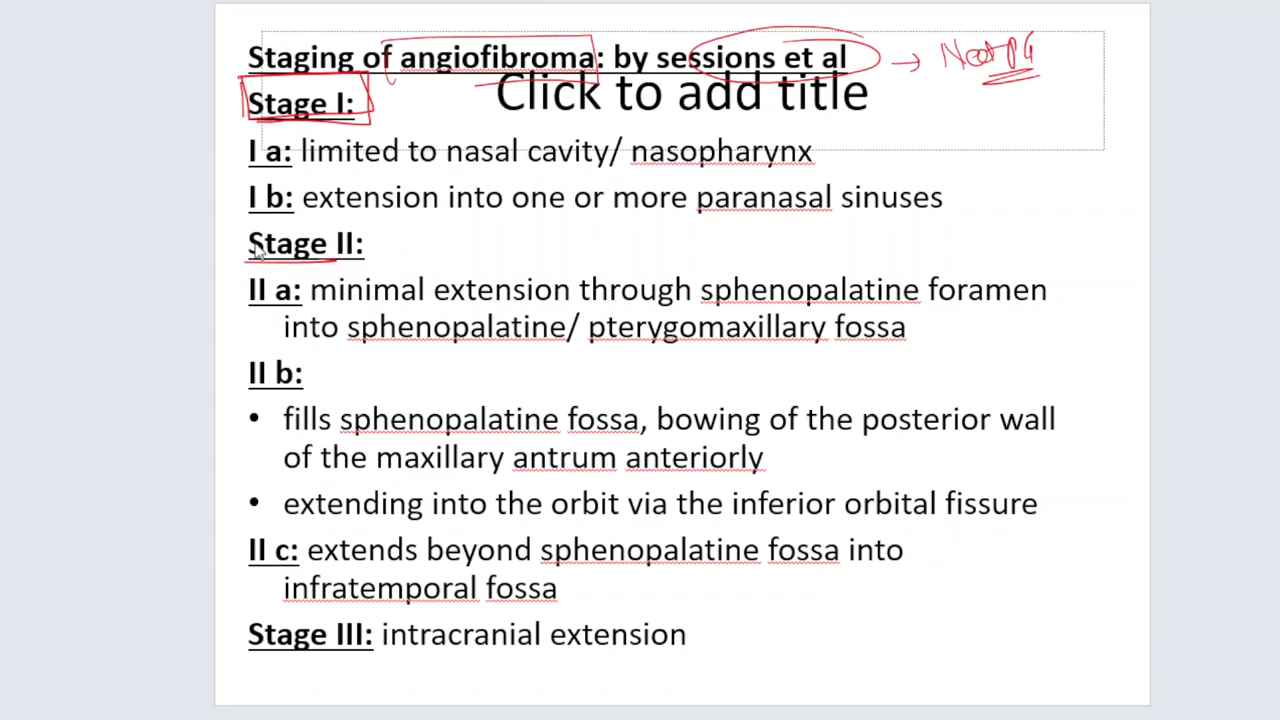 Staging of angiofibroma: by sessions et al → Neet PG
Click to add title
Stage I:
I a: limited to nasal cavity/ nasopharynx
I b: extension into one or more paranasal sinuses
Stage II:
II a: minimal extension through sphenopalatine foramen
into sphenopalatine/ pterygomaxillary fossa
II b:
• fills sphenopalatine fossa, bowing of the posterior wall
of the maxillary antrum anteriorly
• extending into the orbit via the inferior orbital fissure
II c: extends beyond sphenopalatine fossa into
infratemporal fossa
Stage III: intracranial extension